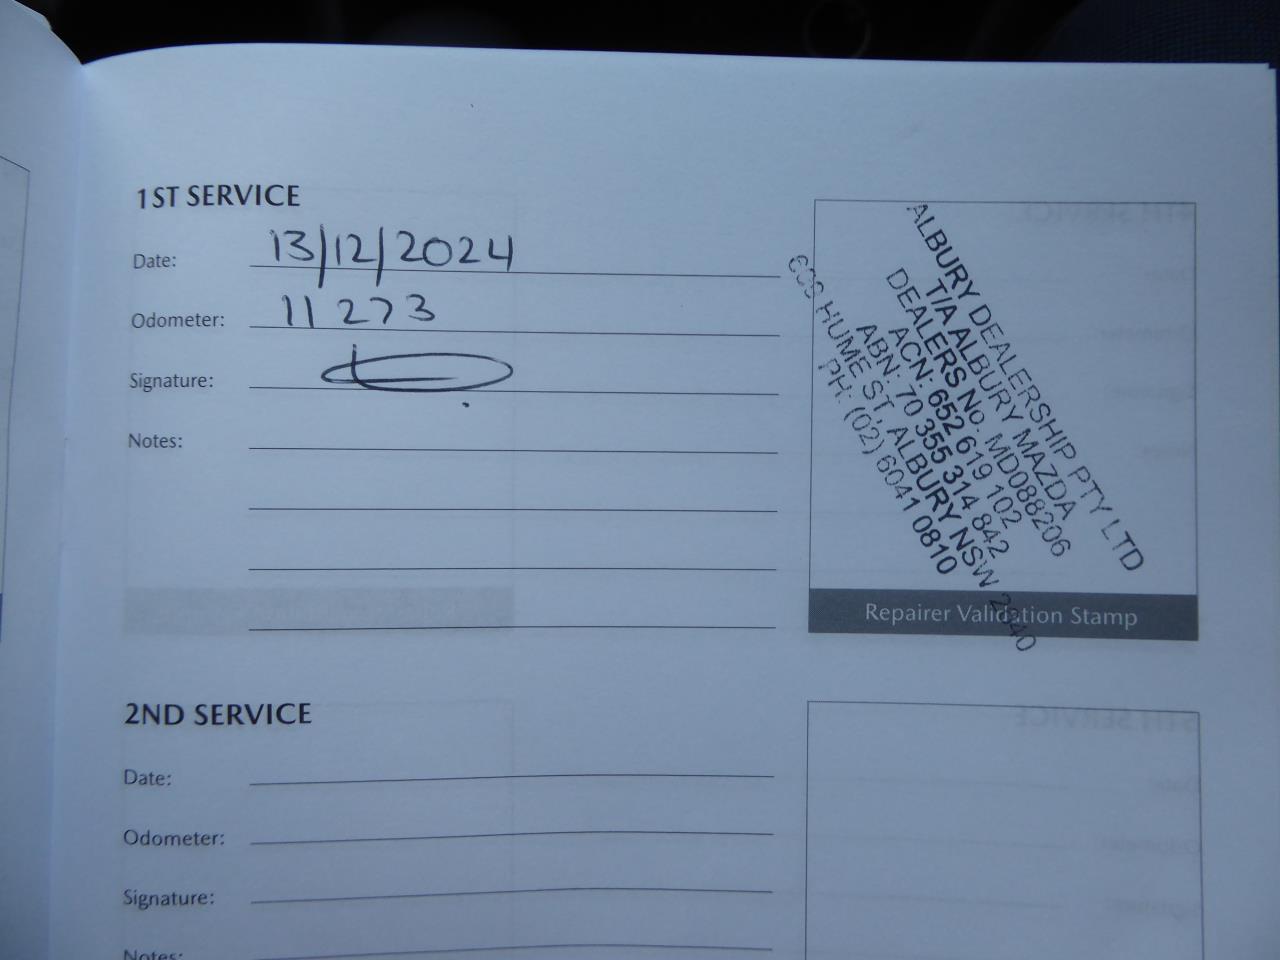 1ST SERVICE
Date: 13/12/2024
Odometer: 11 273
Signature:
Notes:
ALBURY DEALERSHIP PTY LTD
T/A ALBURY MAZDA
DEALERS No. MD088206
ACN: 652 619 102
ABN: 70 355 314 842
HUME ST, ALBURY NSW 2640
PH: (02) 6041 0810
Repairer Validation Stamp
2ND SERVICE
Date:
Odometer:
Signature:
Notes: